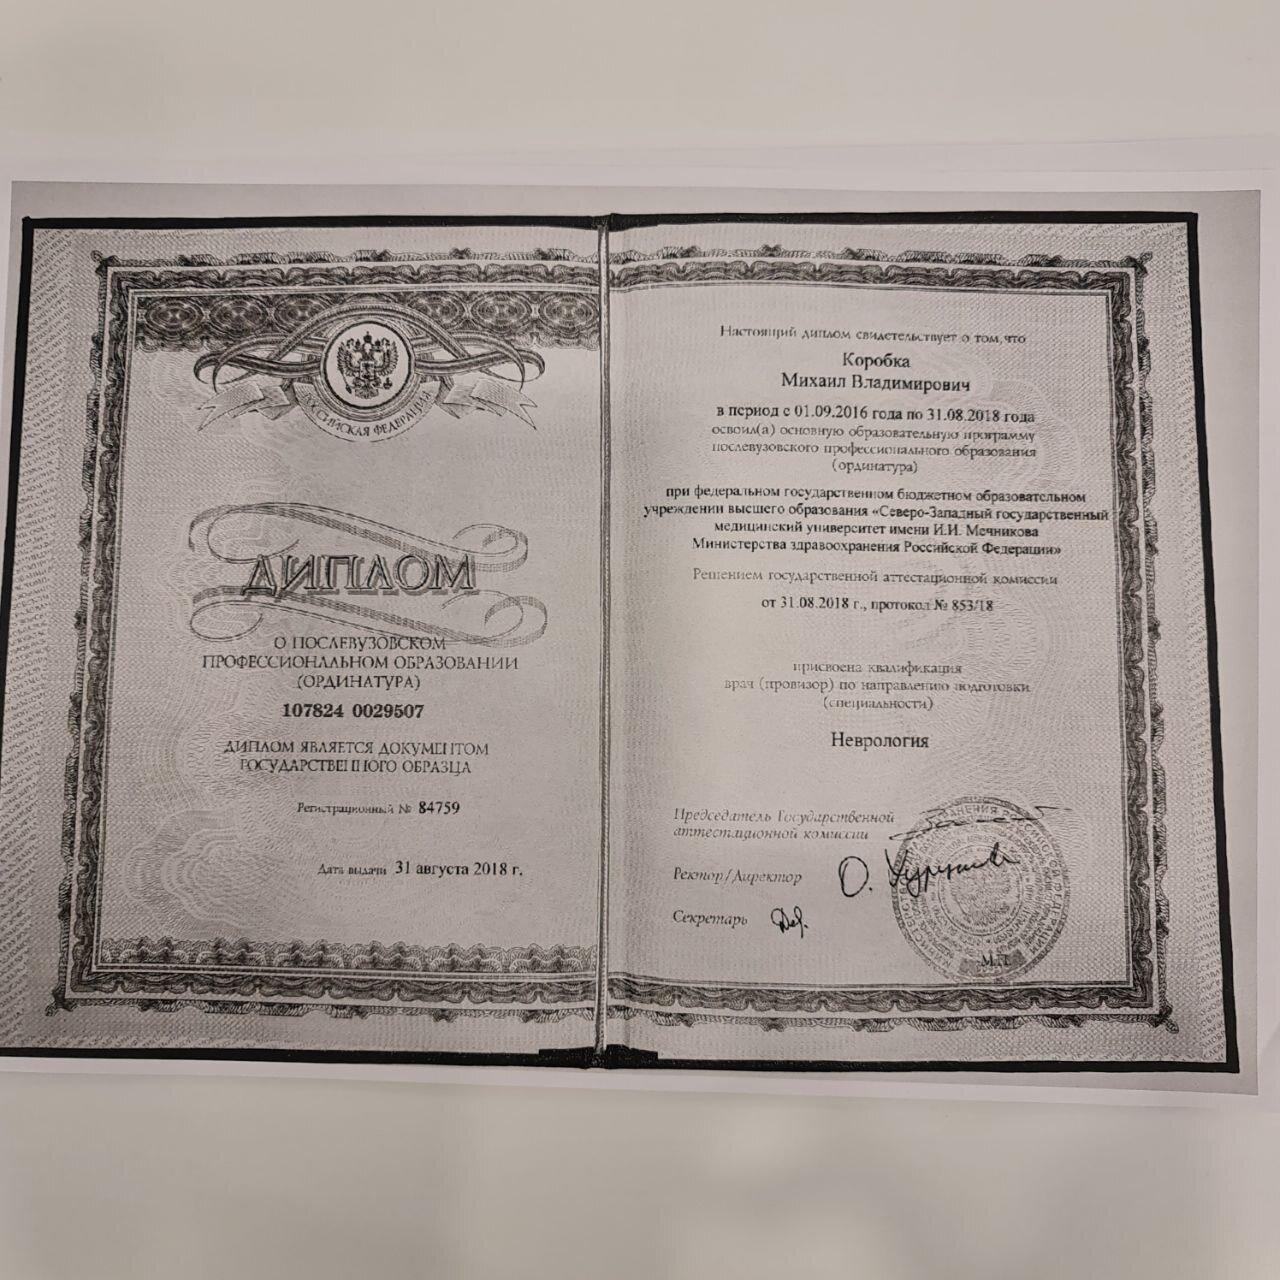 РОССИЙСКАЯ ФЕДЕРАЦИЯ
ДИПЛОМ
О ПОСЛЕВУЗОВСКОМ
ПРОФЕССИОНАЛЬНОМ ОБРАЗОВАНИИ
(ОРДИНАТУРА)
107824 0029507
ДИПЛОМ ЯВЛЯЕТСЯ ДОКУМЕНТОМ
ГОСУДАРСТВЕННОГО ОБРАЗЦА
Регистрационный № 84759
Дата выдачи 31 августа 2018 г.
Настоящий диплом свидетельствует о том, что
Коробка
Михаил Владимирович
в период с 01.09.2016 года по 31.08.2018 года
освоил(а) основную образовательную программу
послевузовского профессионального образования
(ординатура)
при федеральном государственном бюджетном образовательном
учреждении высшего образования «Северо-Западный государственный
медицинский университет имени И.И. Мечникова
Министерства здравоохранения Российской Федерации»
Решением государственной аттестационной комиссии
от 31.08.2018 г., протокол № 853/18
присвоена квалификация
врач (провизор) по направлению подготовки
(специальности)
Неврология
Председатель Государственной
аттестационной комиссии
Ректор/Директор
Секретарь
М.П.